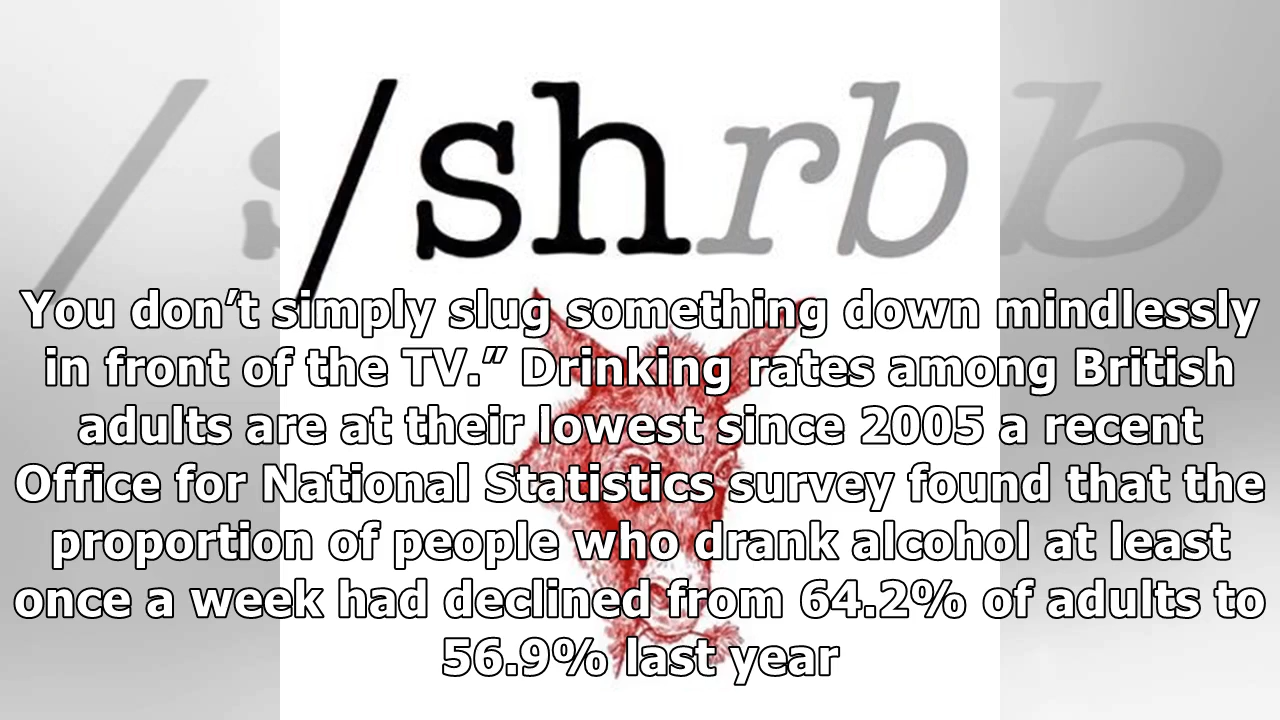 /shrb
You don’t simply slug something down mindlessly
in front of the TV.” Drinking rates among British
adults are at their lowest since 2005 a recent
Office for National Statistics survey found that the
proportion of people who drank alcohol at least
once a week had declined from 64.2% of adults to
56.9% last year